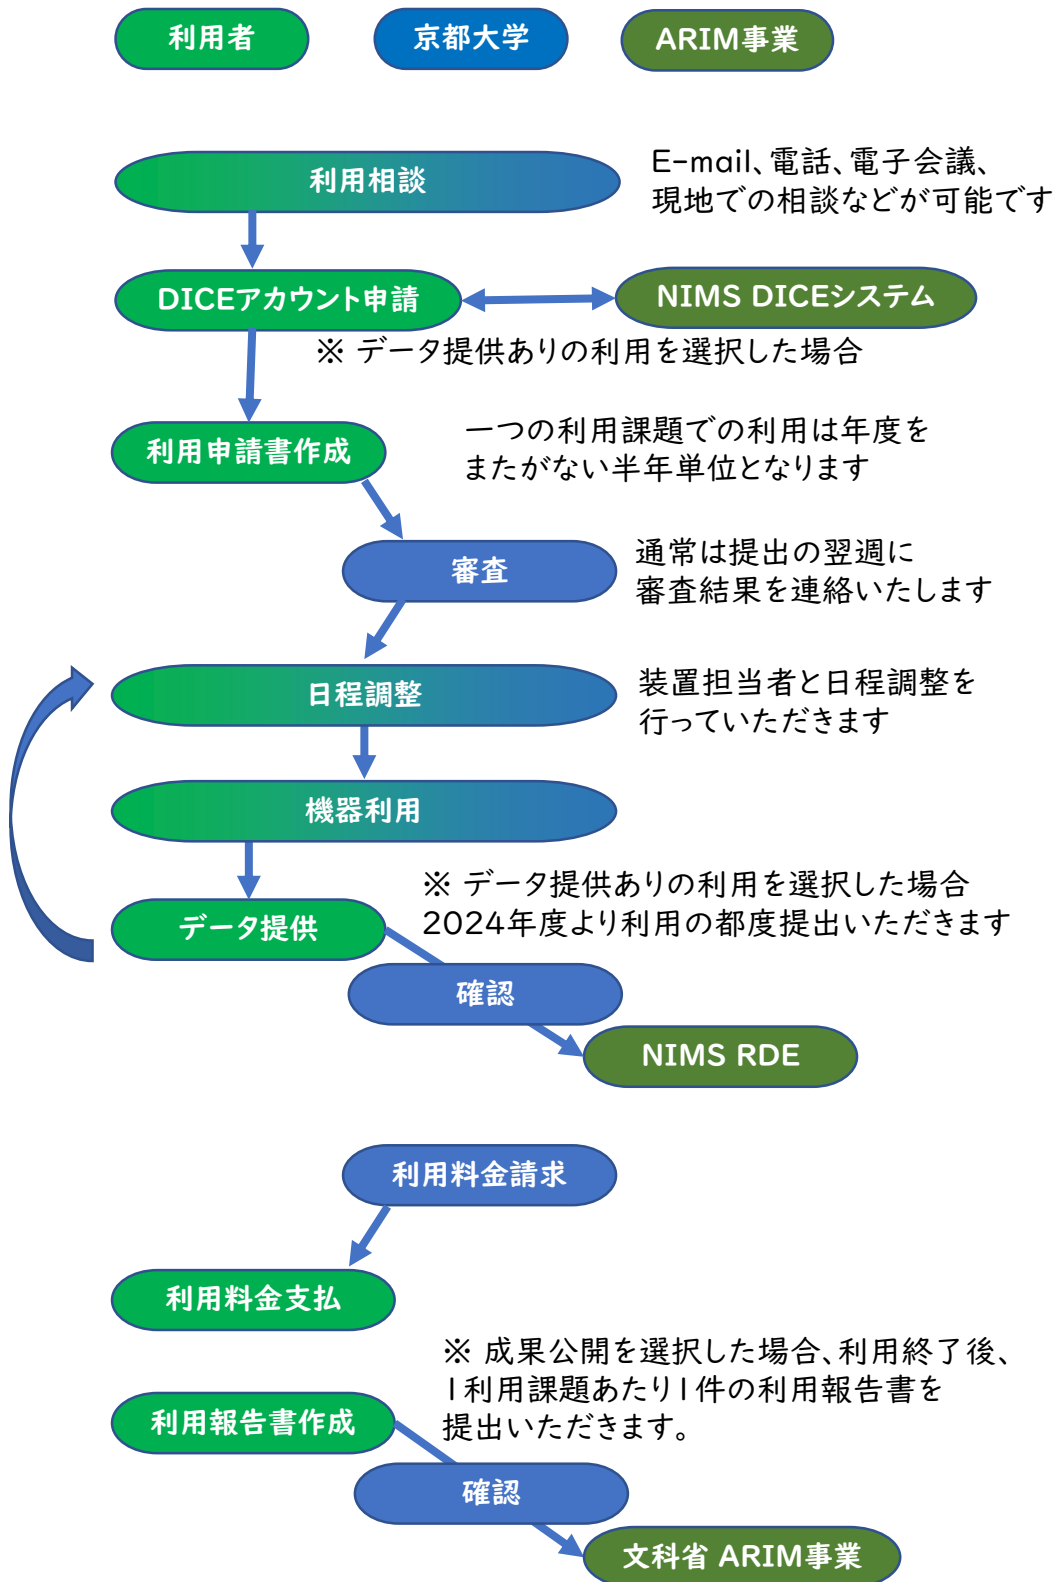 利用者
京都大学
ARIM事業
利用相談
E-mail、電話、電子会議、
現地での相談などが可能です
DICEアカウント申請
NIMS DICEシステム
※ データ提供ありの利用を選択した場合
利用申請書作成
一つの利用課題での利用は年度を
またがない半年単位となります
審査
通常は提出の翌週に
審査結果を連絡いたします
日程調整
装置担当者と日程調整を
行っていただきます
機器利用
※ データ提供ありの利用を選択した場合
2024年度より利用の都度提出いただきます
データ提供
確認
NIMS RDE
利用料金請求
利用料金支払
※ 成果公開を選択した場合、利用終了後、
1利用課題あたり1件の利用報告書を
提出いただきます。
利用報告書作成
確認
文科省 ARIM事業